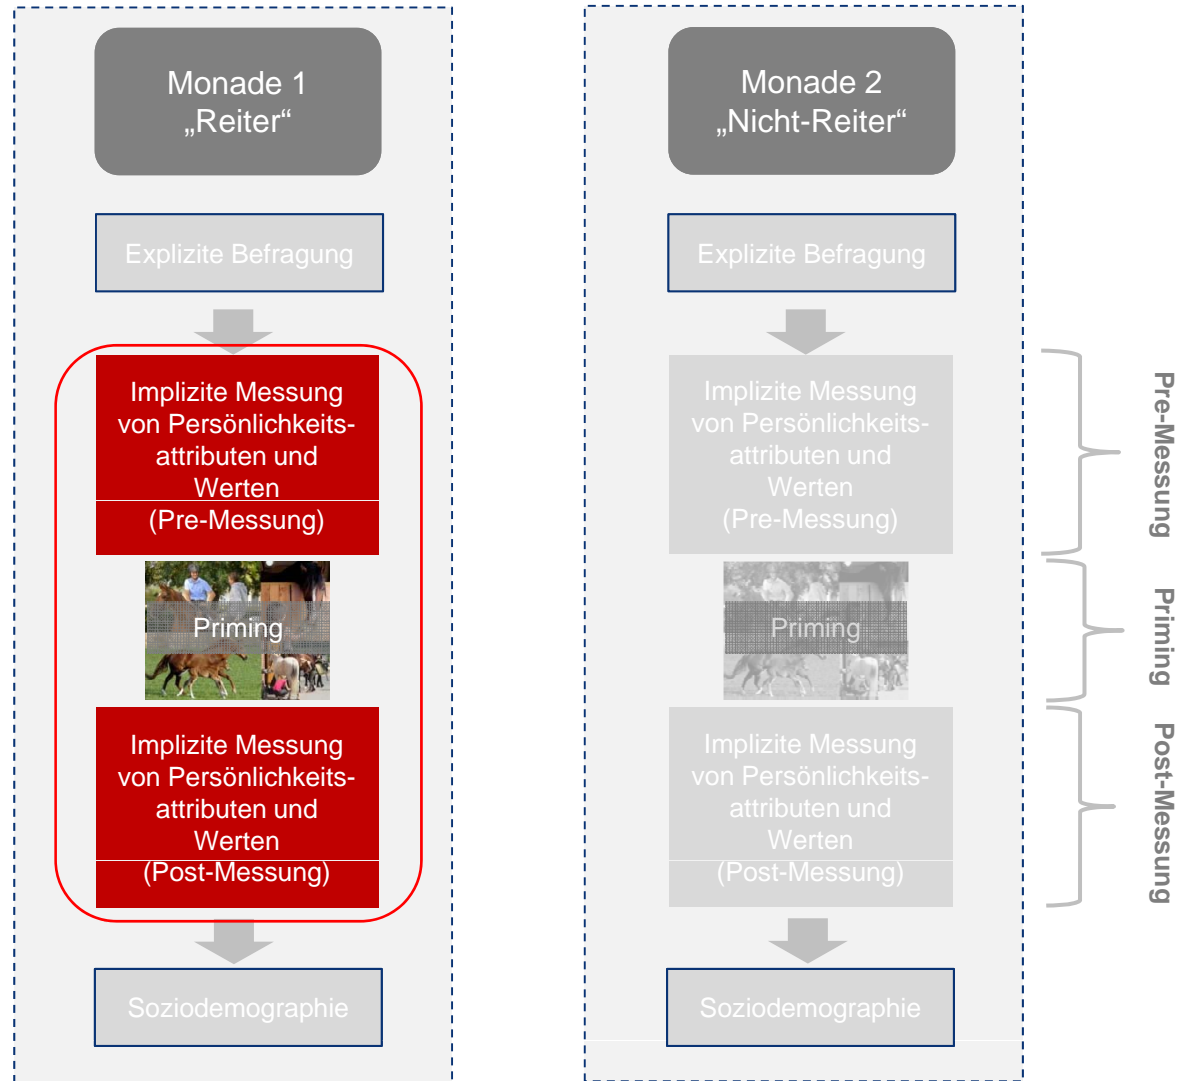 Monade 1
„Reiter“
Explizite Befragung
Implizite Messung
von Persönlichkeits-
attributen und
Werten
(Pre-Messung)
Priming
Implizite Messung
von Persönlichkeits-
attributen und
Werten
(Post-Messung)
Soziodemographie
Monade 2
„Nicht-Reiter“
Explizite Befragung
Implizite Messung
von Persönlichkeits-
attributen und
Werten
(Pre-Messung)
Priming
Implizite Messung
von Persönlichkeits-
attributen und
Werten
(Post-Messung)
Soziodemographie
Pre-Messung
Priming
Post-Messung